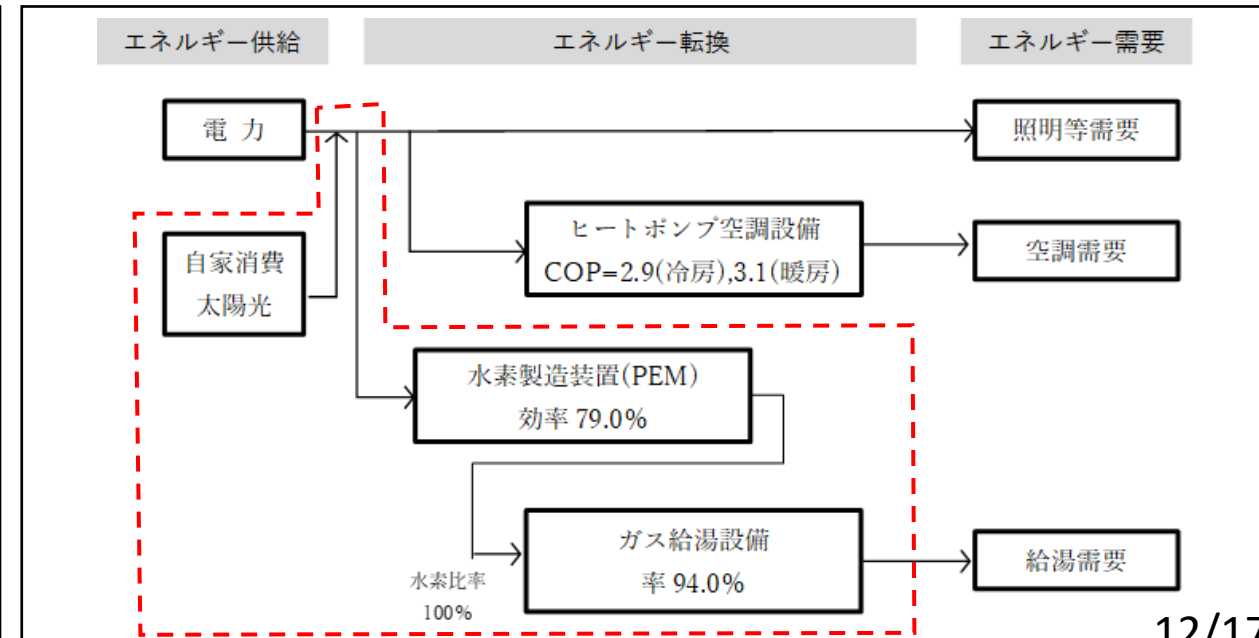 エネルギー供給
エネルギー転換
エネルギー需要
電 力
照明等需要
自家消費
太陽光
ヒートポンプ空調設備
COP=2.9(冷房),3.1(暖房)
空調需要
水素製造装置(PEM)
効率 79.0%
ガス給湯設備
率 94.0%
給湯需要
水素比率
100%
12/17